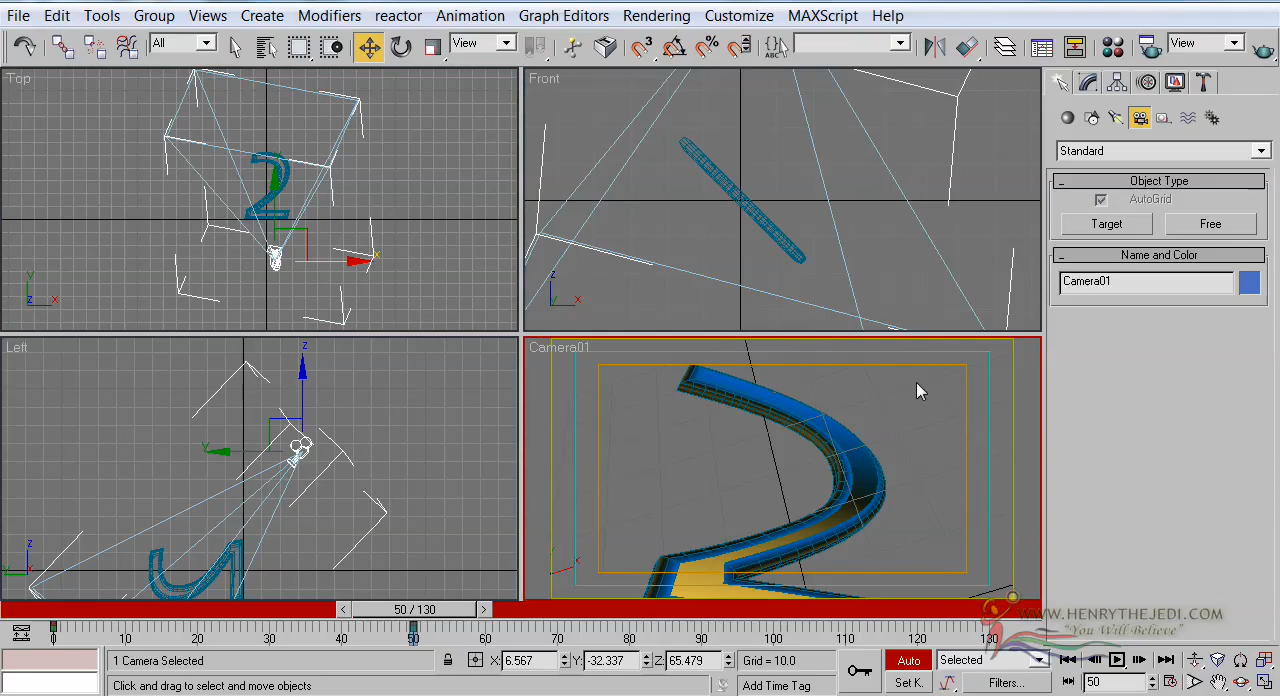 File Edit Tools Group Views Create Modifiers reactor Animation Graph Editors Rendering Customize MAXScript Help
All View 3 % ABC View
Top
Front
Standard
- Object Type
AutoGrid
Target Free
- Name and Color
Camera01
Left
Camera01
< 50 / 130 >
0 10 20 30 40 50 60 70 80 90 100 110 120 130
WWW.HENRYTHEJEDI.COM
"You Will Believe"
1 Camera Selected X: 6.567 Y: -32.337 Z: 65.479 Grid = 10.0 Auto Selected
Click and drag to select and move objects Add Time Tag Set K. Filters... 50